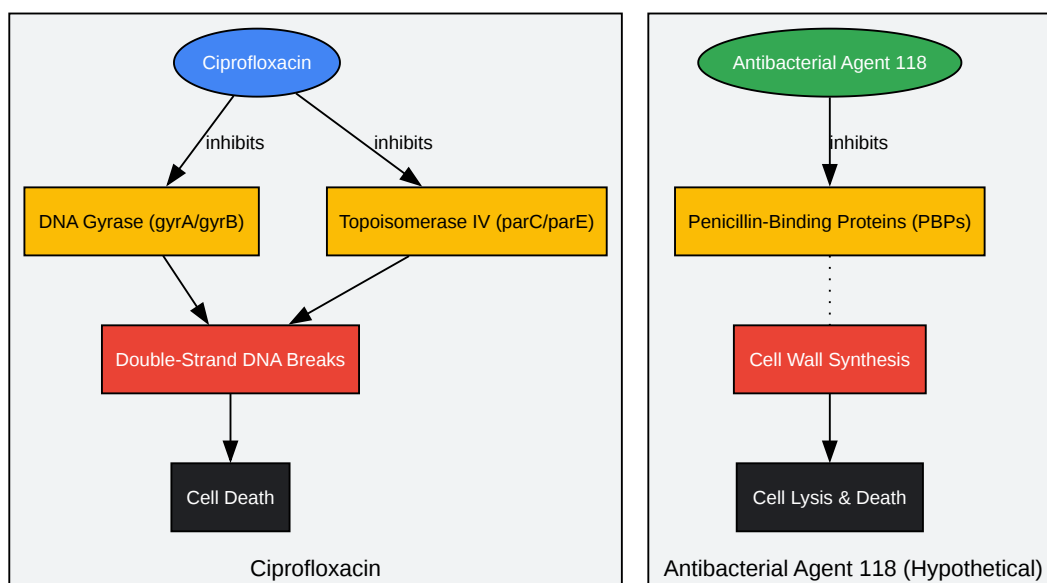 Ciprofloxacin
inhibits
inhibits
DNA Gyrase (gyrA/gyrB)
Topoisomerase IV (parC/parE)
Double-Strand DNA Breaks
Cell Death
Ciprofloxacin
Antibacterial Agent 118
inhibits
Penicillin-Binding Proteins (PBPs)
Cell Wall Synthesis
Cell Lysis & Death
Antibacterial Agent 118 (Hypothetical)